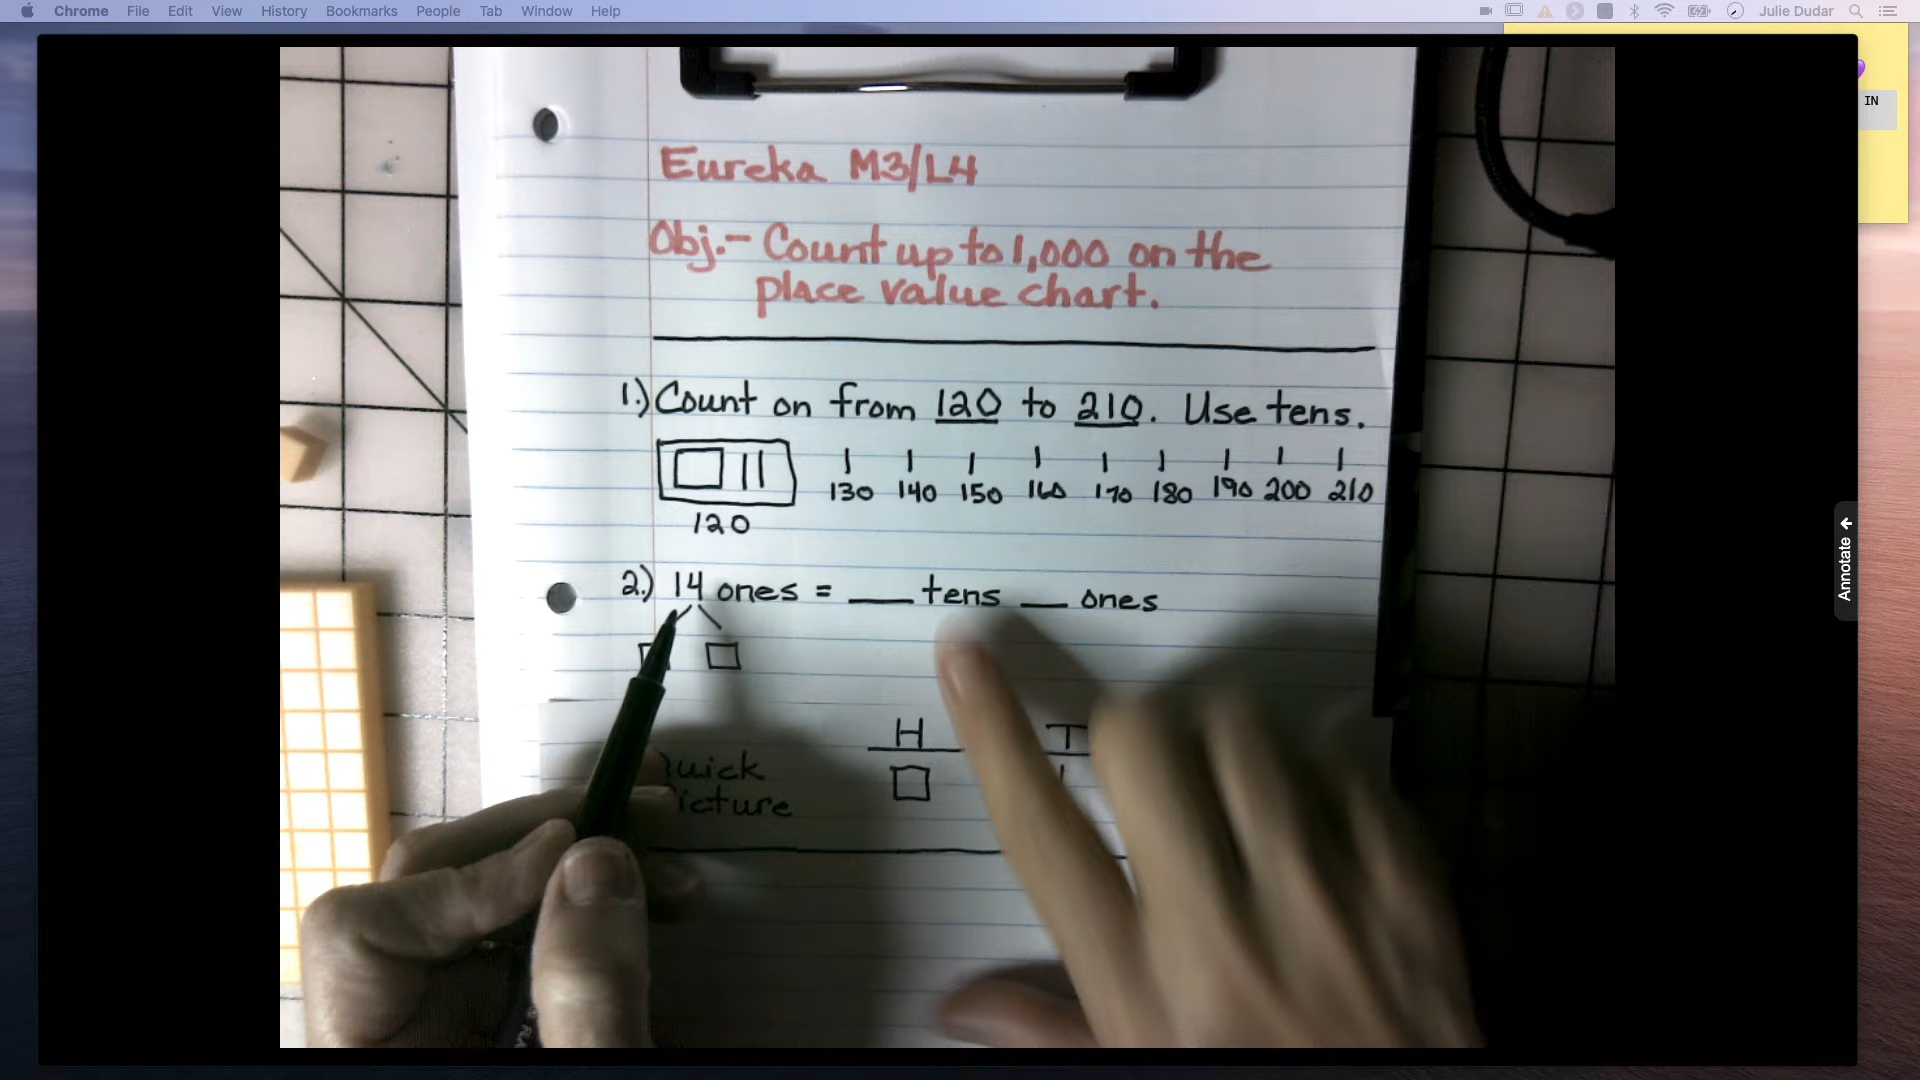 Chrome File Edit View History Bookmarks People Tab Window Help Julie Dudar
IN
Eureka M3/L4
Obj.- Count up to 1,000 on the
place value chart.
1.) Count on from 120 to 210. Use tens.
130 140 150 160 170 180 190 200 210
120
2.) 14 ones = ___ tens __ ones
H T
Annotate